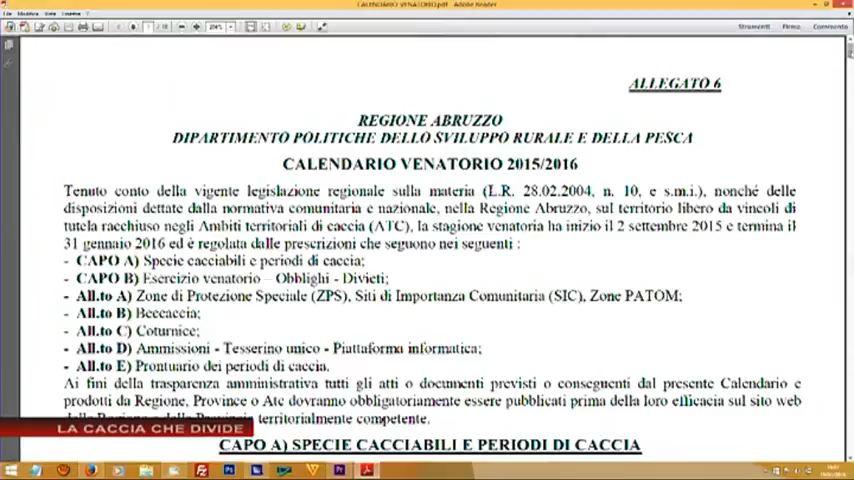 CALENDARIO VENATORIO.pdf - Adobe Reader
Strumenti Firma Commento
ALLEGATO 6
REGIONE ABRUZZO
DIPARTIMENTO POLITICHE DELLO SVILUPPO RURALE E DELLA PESCA
CALENDARIO VENATORIO 2015/2016
Tenuto conto della vigente legislazione regionale sulla materia (L.R. 28.02.2004, n. 10, e s.m.i.), nonché delle
disposizioni dettate dalla normativa comunitaria e nazionale, nella Regione Abruzzo, sul territorio libero da vincoli di
tutela racchiuso negli Ambiti territoriali di caccia (ATC), la stagione venatoria ha inizio il 2 settembre 2015 e termina il
31 gennaio 2016 ed è regolata dalle prescrizioni che seguono nei seguenti :
- CAPO A) Specie cacciabili e periodi di caccia;
- CAPO B) Esercizio venatorio – Obblighi - Divieti;
- All.to A) Zone di Protezione Speciale (ZPS), Siti di Importanza Comunitaria (SIC), Zone PATOM;
- All.to B) Beccaccia;
- All.to C) Coturnice;
- All.to D) Ammissioni - Tesserino unico - Piattaforma informatica;
- All.to E) Prontuario dei periodi di caccia.
Ai fini della trasparenza amministrativa tutti gli atti o documenti previsti o conseguenti dal presente Calendario e
prodotti da Regione, Province o Atc dovranno obbligatoriamente essere pubblicati prima della loro efficacia sul sito web
territorialmente competente.
LA CACCIA CHE DIVIDE
CAPO A) SPECIE CACCIABILI E PERIODI DI CACCIA